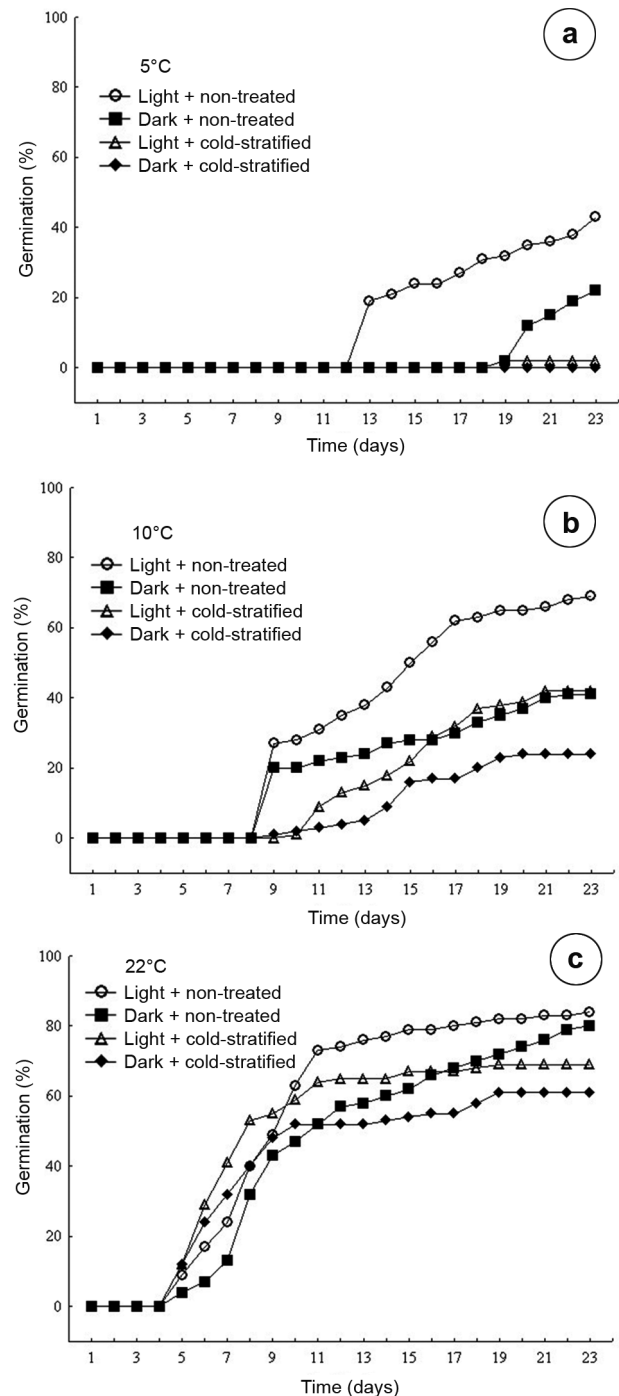 100
a
80
60
40
20
0
Germination (%)
5°C
Light + non-treated
Dark + non-treated
Light + cold-stratified
Dark + cold-stratified
1 3 5 7 9 11 13 15 17 19 21 23
Time (days)
100
b
80
60
40
20
0
Germination (%)
10°C
Light + non-treated
Dark + non-treated
Light + cold-stratified
Dark + cold-stratified
1 3 5 7 9 11 13 15 17 19 21 23
Time (days)
100
c
80
60
40
20
0
Germination (%)
22°C
Light + non-treated
Dark + non-treated
Light + cold-stratified
Dark + cold-stratified
1 3 5 7 9 11 13 15 17 19 21 23
Time (days)